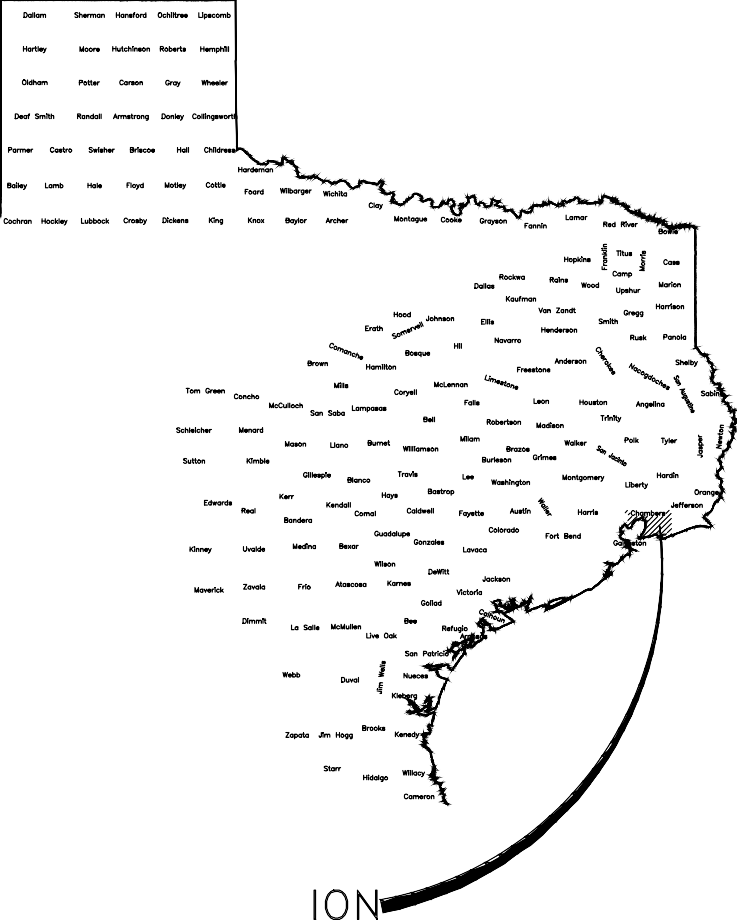 Dallam Sherman Hansford Ochiltree Lipscomb
Hartley Moore Hutchinson Roberts Hemphill
Oldham Potter Carson Gray Wheeler
Deaf Smith Randall Armstrong Donley Collingsworth
Parmer Castro Swisher Briscoe Hall Childress
Hardeman
Bailey Lamb Hale Floyd Motley Cottle Foard Wilbarger Wichita
Clay
Cochran Hockley Lubbock Crosby Dickens King Knox Baylor Archer Montague Cooke Grayson Fannin Lamar Red River
Bowie
Hopkins Franklin Titus Morris Cass
Camp
Dallas Rockwa Rains Wood Upshur Marion
Kaufman Van Zandt Gregg Harrison
Hood Johnson Ellis Smith
Erath Somervell Henderson
Comanche Bosque Hill Navarro Rusk Panola
Brown Hamilton Freestone Anderson Cherokee Shelby
Nacogdoches San Augustine
Tom Green Concho Mills Coryell McLennan Limestone Sabin
McCulloch San Saba Lampasas Falls Leon Houston Angelina
Bell Robertson Madison Trinity
Schleicher Menard
Mason Llano Burnet Williamson Milam Brazos Walker Polk Tyler Jasper Newton
Sutton Kimble Burleson Grimes San Jacinto
Gillespie Blanco Travis Lee Washington Montgomery Liberty Hardin
Kerr Hays Bastrop Orange
Edwards Real Kendall Comal Caldwell Fayette Austin Waller Harris Chambers Jefferson
Bandera
Guadalupe Colorado Fort Bend
Kinney Uvalde Medina Bexar Gonzales Lavaca Galveston
Wilson DeWitt
Maverick Zavala Frio Atascosa Karnes Jackson
Victoria
Goliad
Dimmit La Salle McMullen Bee Calhoun
Live Oak Refugio
Aransas
San Patricio
Webb Duval Jim Wells Nueces
Kleberg
Zapata Jim Hogg Brooks Kenedy
Starr Hidalgo Willacy
Cameron
ION